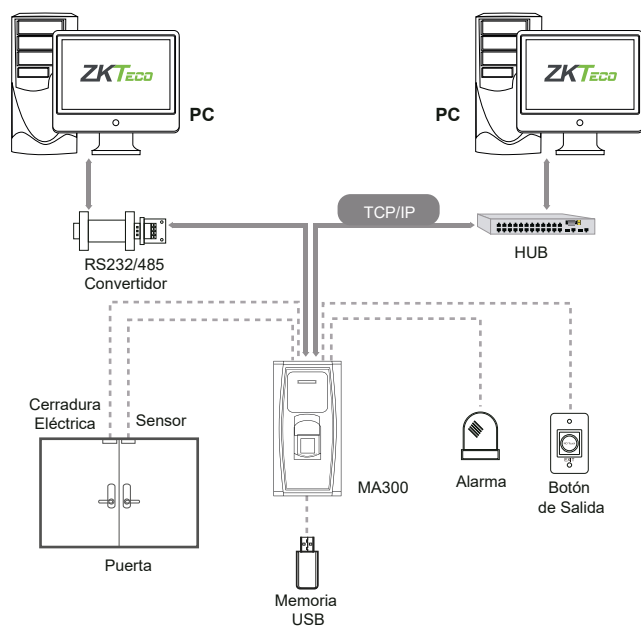 ZKTeco
ZKTeco
PC
PC
TCP/IP
HUB
RS232/485
Convertidor
Cerradura
Eléctrica
Sensor
MA300
Alarma
Botón
de Salida
Puerta
Memoria
USB